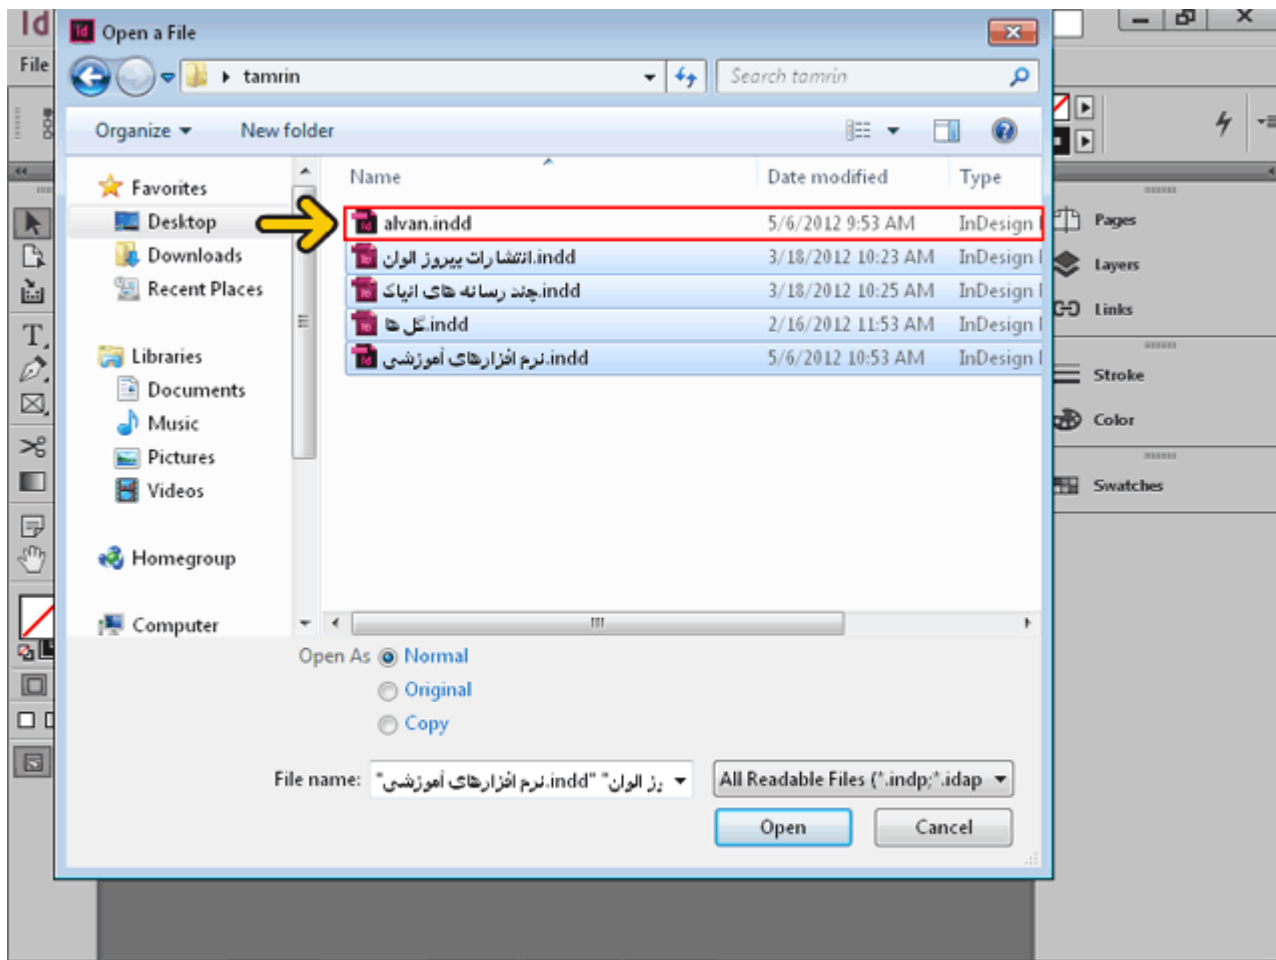 Id
Open a File
File
tamrin
Search tamrin
Organize
New folder
Name Date modified Type
Favorites
Desktop
Downloads
Recent Places
Libraries
Documents
Music
Pictures
Videos
Homegroup
Computer
alvan.indd 5/6/2012 9:53 AM InDesign
انتشارات پیروز الوان.indd 3/18/2012 10:23 AM InDesign
چند رسانه های انیاک.indd 3/18/2012 10:25 AM InDesign
گل ها.indd 2/16/2012 11:53 AM InDesign
نرم افزارهای آموزشی.indd 5/6/2012 10:53 AM InDesign
Open As Normal
Original
Copy
File name: "نرم افزارهای آموزشی.indd" "رز الوان
All Readable Files (*.indp;*.idap
Open Cancel
Pages
Layers
Links
Stroke
Color
Swatches